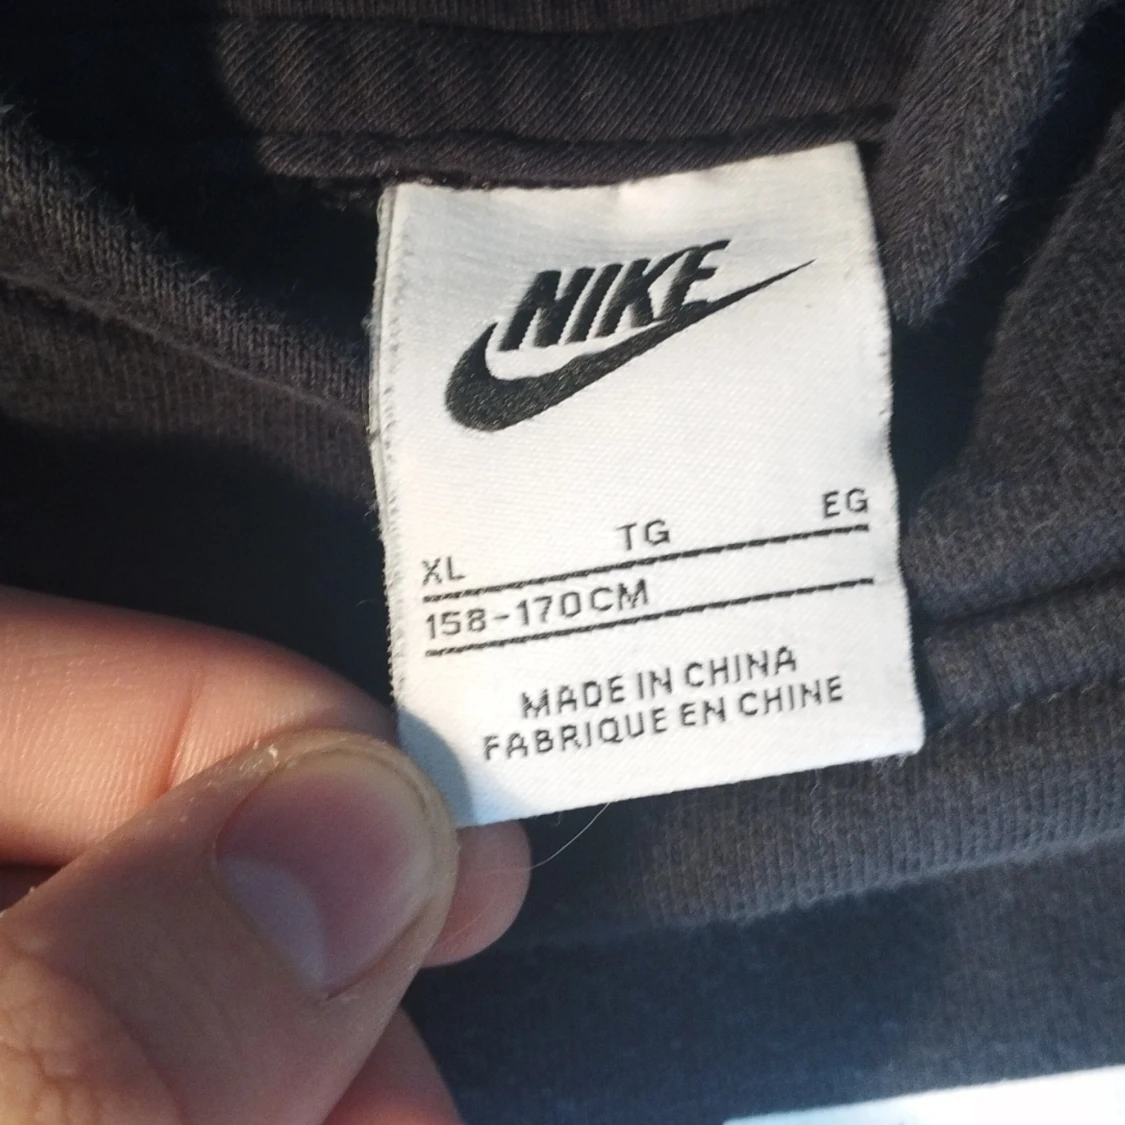 NIKE
XL TG EG
158-170CM
MADE IN CHINA
FABRIQUE EN CHINE